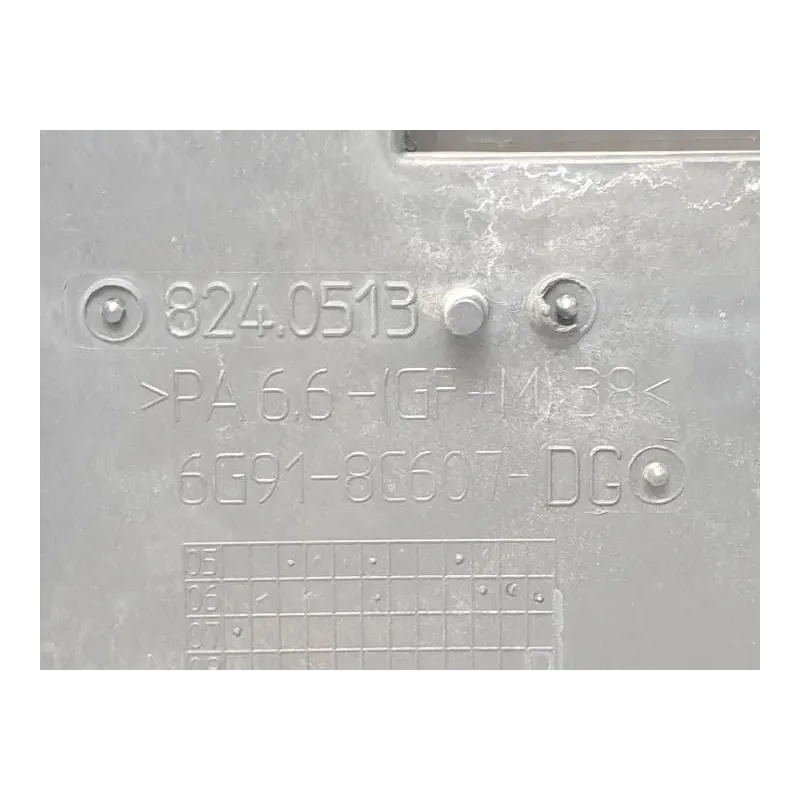 824.0513
>PA.6.6-(GF+M) 38<
6G91-8C607-DG
05
06
07